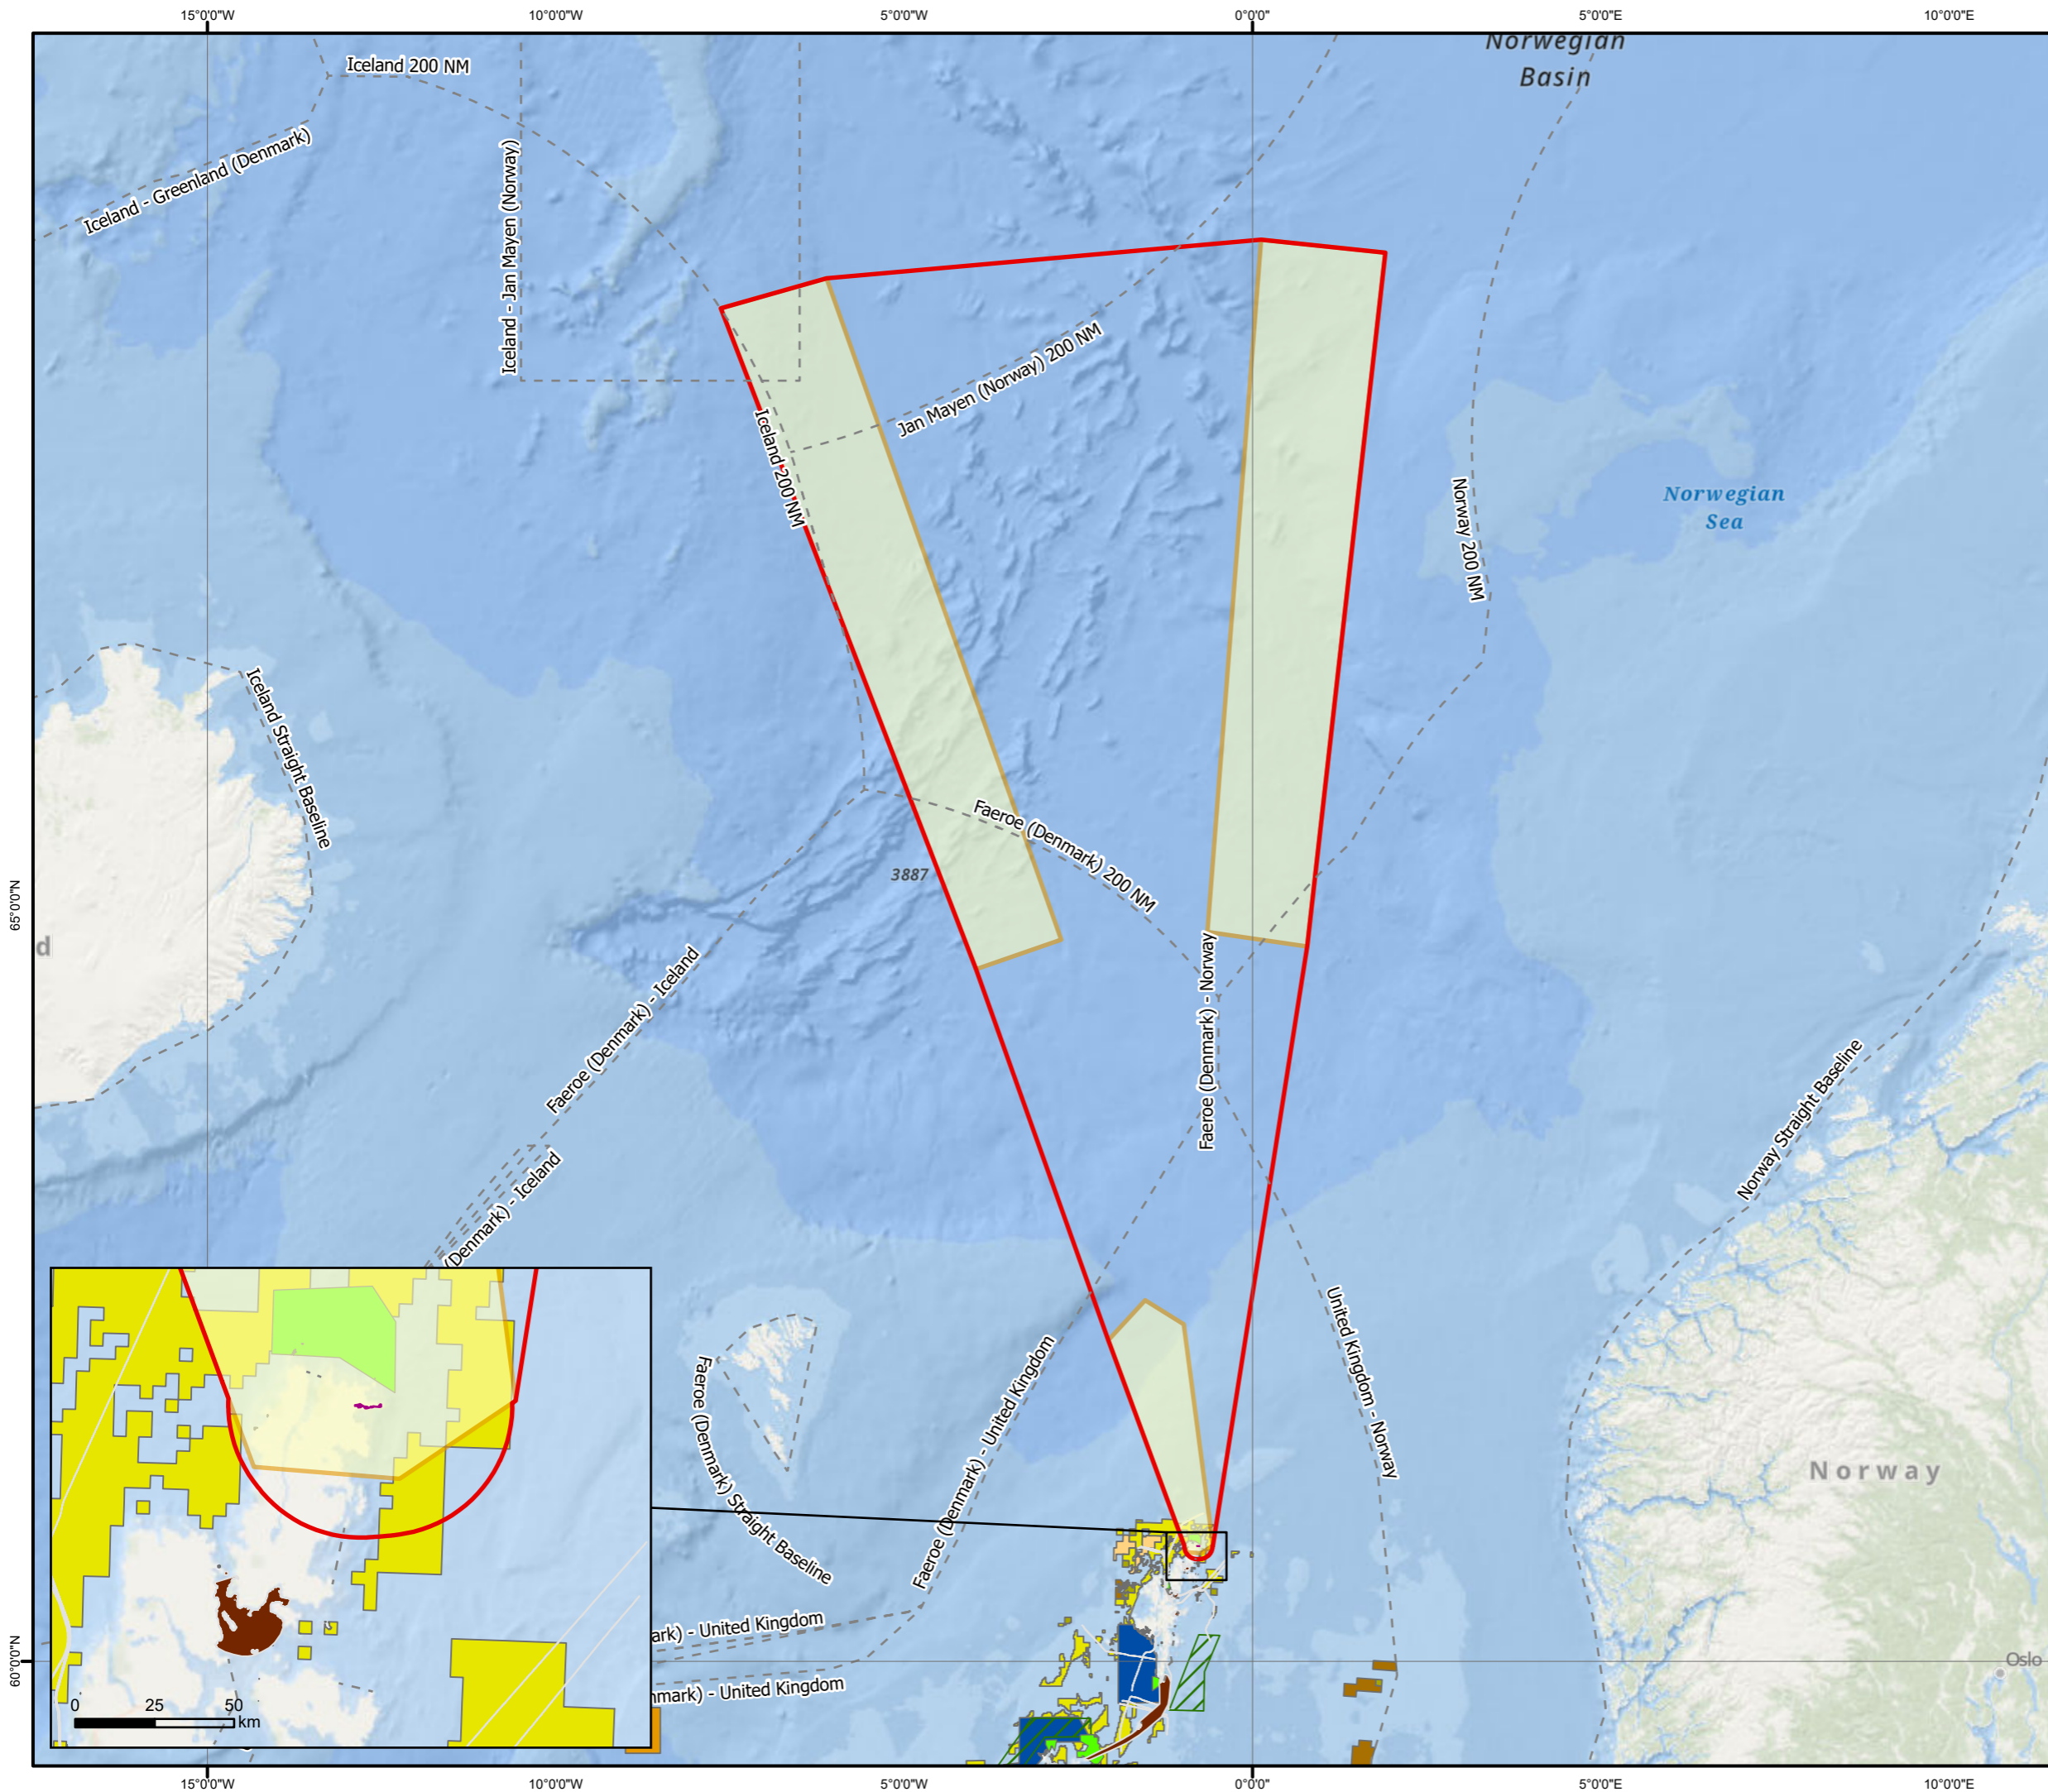 15°0'0"W
10°0'0"W
5°0'0"W
0°0'0"
5°0'0"E
10°0'0"E
Norwegian
Basin
Iceland 200 NM
Iceland - Greenland (Denmark)
Iceland - Jan Mayen (Norway)
Jan Mayen (Norway) 200 NM
Iceland 200 NM
Norway 200 NM
Norwegian
Sea
Iceland Straight Baseline
Faeroe (Denmark) 200 NM
3887
65°0'0"N
d
Faeroe (Denmark) - Iceland
Faeroe (Denmark) - Norway
Norway Straight Baseline
(Denmark) - Iceland
United Kingdom - Norway
Faeroe (Denmark) - United Kingdom
Faeroe (Denmark) Straight Baseline
Norway
ark) - United Kingdom
nmark) - United Kingdom
60°0'0"N
Oslo
0
25
50
km
15°0'0"W
10°0'0"W
5°0'0"W
0°0'0"
5°0'0"E
10°0'0"E